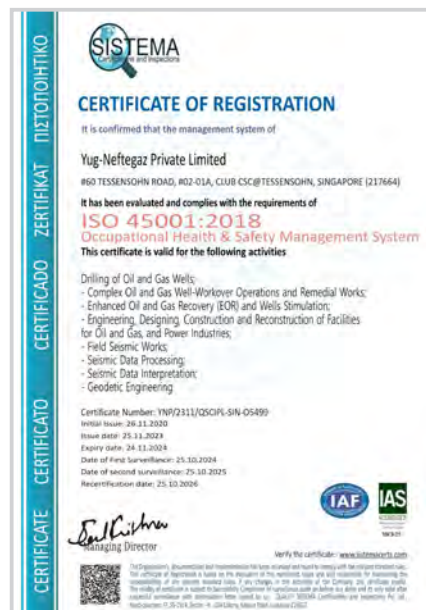 SISTEMA
Certifications and Inspections
CERTIFICATE OF REGISTRATION
It is confirmed that the management system of
Yug-Neftegaz Private Limited
#60 TESSENSOHN ROAD, #02-01A, CLUB CSC@TESSENSOHN, SINGAPORE (217664)
It has been evaluated and complies with the requirements of
ISO 45001:2018
Occupational Health & Safety Management System
This certificate is valid for the following activities
Drilling of Oil and Gas Wells;
- Complex Oil and Gas Well-Workover Operations and Remedial Works;
- Enhanced Oil and Gas Recovery (EOR) and Wells Stimulation;
- Engineering, Designing, Construction and Reconstruction of Facilities
for Oil and Gas, and Power Industries;
- Field Seismic Works;
- Seismic Data Processing;
- Seismic Data Interpretation;
- Geodetic Engineering
Certificate Number: YNP/2311/QSCIPL-SIN-OS499
Initial Issue: 26.11.2020
Issue date: 25.11.2023
Expiry date: 24.11.2024
Date of First Surveillance: 25.10.2024
Date of second surveillance: 25.10.2025
Recertification date: 25.10.2026
IAF
IAS
Managing Director
Verify the certificate : www.sistemacerts.com
CERTIFICATE CERTIFICATO CERTIFICADO ZERTIFIKAT ΠΙΣΤΟΠΟΙΗΤΙΚΟ